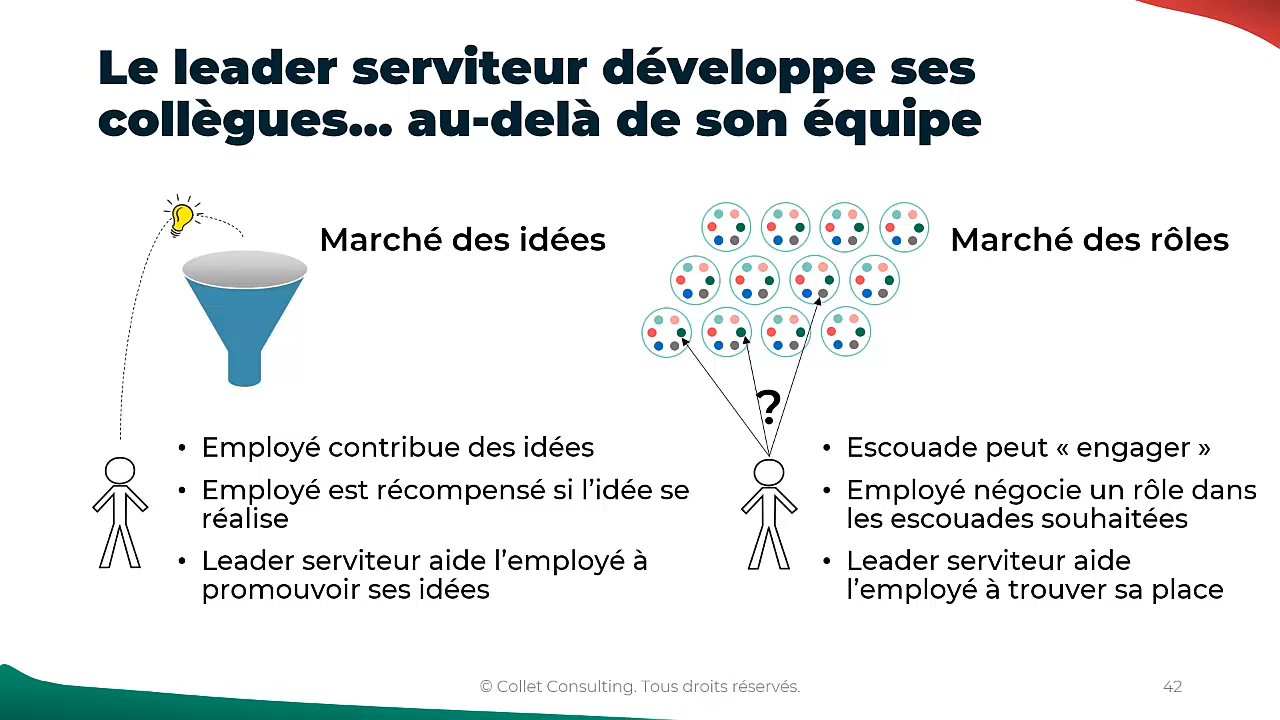 Le leader serviteur développe ses
collègues... au-delà de son équipe
Marché des idées
• Employé contribue des idées
• Employé est récompensé si l’idée se
réalise
• Leader serviteur aide l’employé à
promouvoir ses idées
Marché des rôles
?
• Escouade peut « engager »
• Employé négocie un rôle dans
les escouades souhaitées
• Leader serviteur aide
l’employé à trouver sa place
© Collet Consulting. Tous droits réservés.
42